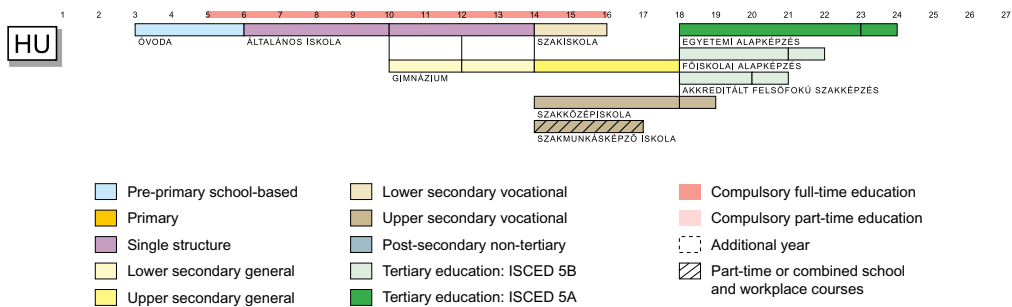 1 2 3 4 5 6 7 8 9 10 11 12 13 14 15 16 17 18 19 20 21 22 23 24 25 26 27
HU
ÓVODA ÁLTALÁNOS ISKOLA SZAKISKOLA EGYETEMI ALAPKÉPZÉS
GIMNÁZIUM FŐISKOLAI ALAPKÉPZÉS
AKKREDITÁLT FELSŐFOKÚ SZAKKÉPZÉS
SZAKKÖZÉPISKOLA
SZAKMUNKÁSKÉPZŐ ISKOLA
Pre-primary school-based
Primary
Single structure
Lower secondary general
Upper secondary general
Lower secondary vocational
Upper secondary vocational
Post-secondary non-tertiary
Tertiary education: ISCED 5B
Tertiary education: ISCED 5A
Compulsory full-time education
Compulsory part-time education
Additional year
Part-time or combined school
and workplace courses